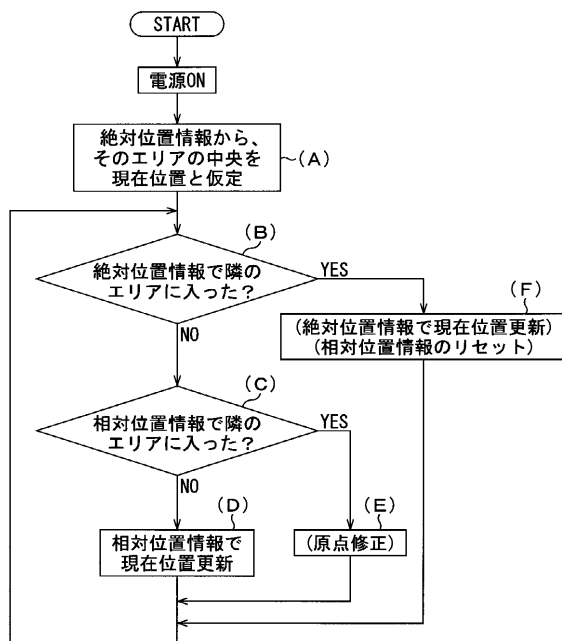 START
電源ON
絶対位置情報から、
そのエリアの中央を
現在位置と仮定
(A)
(B)
絶対位置情報で隣の
エリアに入った？
YES
NO
(F)
(絶対位置情報で現在位置更新)
(相対位置情報のリセット)
(C)
相対位置情報で隣の
エリアに入った？
YES
NO
(D)
相対位置情報で
現在位置更新
(E)
(原点修正)